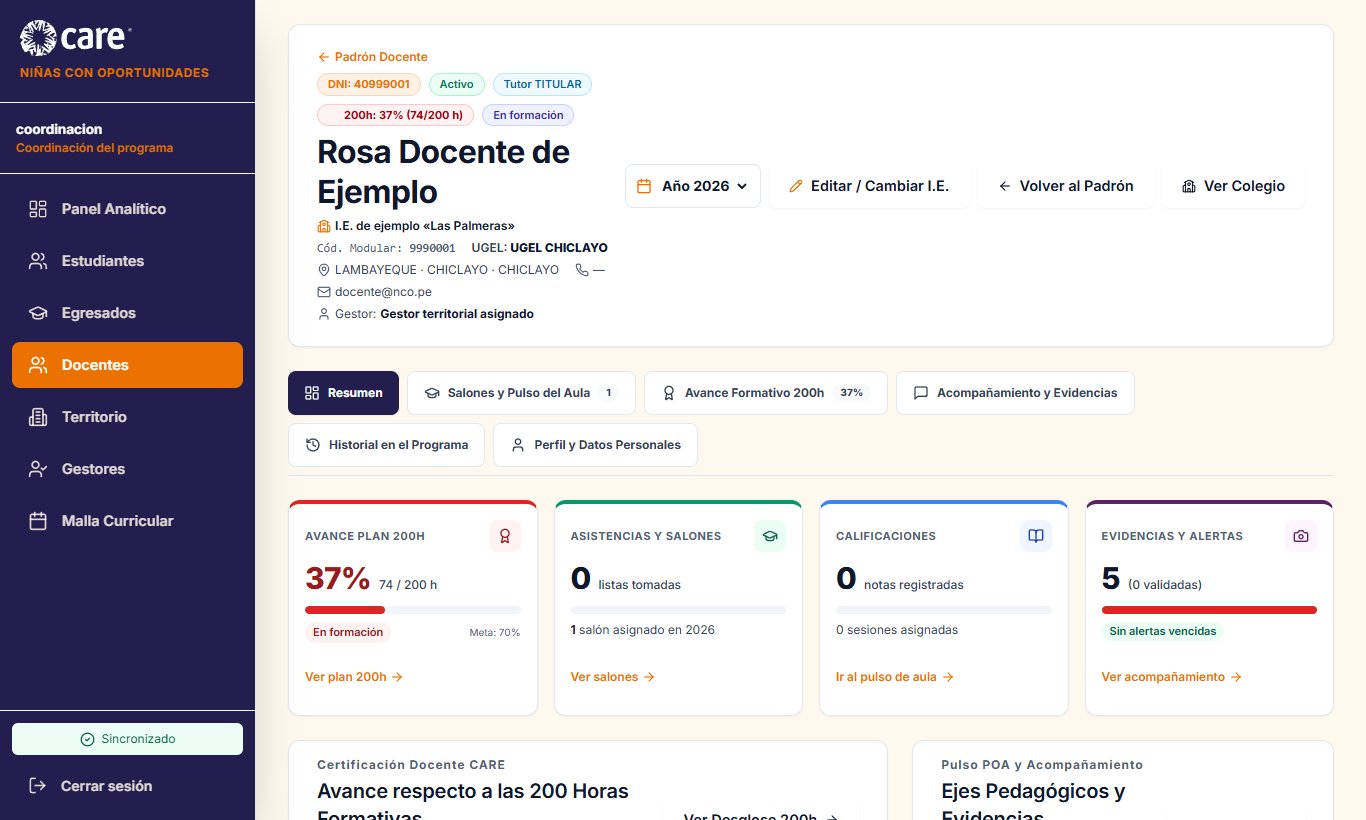 care
NIÑAS CON OPORTUNIDADES
coordinacion
Coordinación del programa
Panel Analítico
Estudiantes
Egresados
Docentes
Territorio
Gestores
Malla Curricular
Sincronizado
Cerrar sesión
← Padrón Docente
DNI: 40999001 Activo Tutor TITULAR
200h: 37% (74/200 h) En formación
Rosa Docente de
Ejemplo
I.E. de ejemplo «Las Palmeras»
Cód. Modular: 9990001 UGEL: UGEL CHICLAYO
LAMBAYEQUE · CHICLAYO · CHICLAYO —
docente@nco.pe
Gestor: Gestor territorial asignado
Año 2026 Editar / Cambiar I.E. ← Volver al Padrón Ver Colegio
Resumen Salones y Pulso del Aula 1 Avance Formativo 200h 37% Acompañamiento y Evidencias
Historial en el Programa Perfil y Datos Personales
AVANCE PLAN 200H
37% 74 / 200 h
En formación Meta: 70%
Ver plan 200h →
ASISTENCIAS Y SALONES
0 listas tomadas
1 salón asignado en 2026
Ver salones →
CALIFICACIONES
0 notas registradas
0 sesiones asignadas
Ir al pulso de aula →
EVIDENCIAS Y ALERTAS
5 (0 validadas)
Sin alertas vencidas
Ver acompañamiento →
Certificación Docente CARE
Avance respecto a las 200 Horas
Formativas
Ver Desglose 200h →
Pulso POA y Acompañamiento
Ejes Pedagógicos y
Evidencias